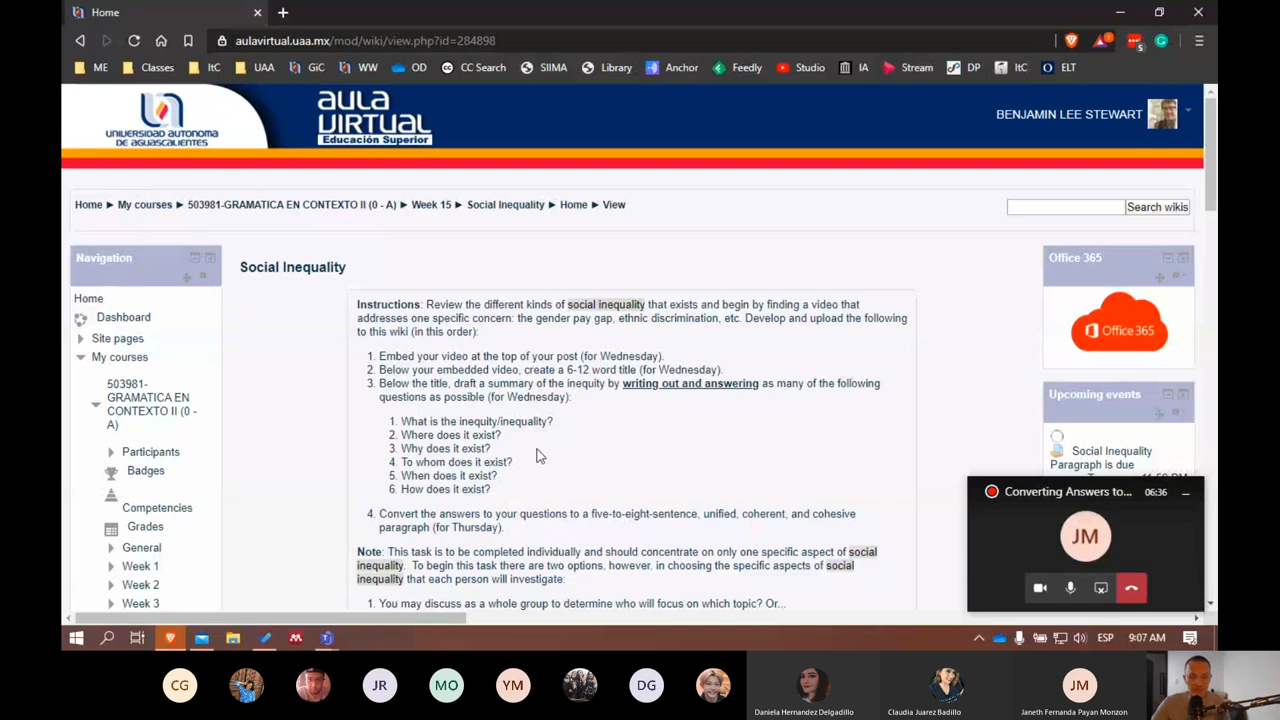 Home
aulavirtual.uaa.mx/mod/wiki/view.php?id=284898
5
ME Classes ItC UAA GiC WW OD CC Search SIIMA Library Anchor Feedly Studio IA Stream DP ItC ELT
UNIVERSIDAD AUTONOMA
DE AGUASCALIENTES
AULA
VIRTUAL
Educación Superior
BENJAMIN LEE STEWART
Home ► My courses ► 503981-GRAMATICA EN CONTEXTO II (0 - A) ► Week 15 ► Social Inequality ► Home ► View
Search wikis
Navigation
Home
Dashboard
Site pages
My courses
503981-
GRAMATICA EN
CONTEXTO II (0 -
A)
Participants
Badges
Competencies
Grades
General
Week 1
Week 2
Week 3
Social Inequality
Instructions: Review the different kinds of social inequality that exists and begin by finding a video that
addresses one specific concern: the gender pay gap, ethnic discrimination, etc. Develop and upload the following
to this wiki (in this order):
1. Embed your video at the top of your post (for Wednesday).
2. Below your embedded video, create a 6-12 word title (for Wednesday).
3. Below the title, draft a summary of the inequity by writing out and answering as many of the following
questions as possible (for Wednesday):
1. What is the inequity/inequality?
2. Where does it exist?
3. Why does it exist?
4. To whom does it exist?
5. When does it exist?
6. How does it exist?
4. Convert the answers to your questions to a five-to-eight-sentence, unified, coherent, and cohesive
paragraph (for Thursday).
Note: This task is to be completed individually and should concentrate on only one specific aspect of social
inequality. To begin this task there are two options, however, in choosing the specific aspects of social
inequality that each person will investigate:
1. You may discuss as a whole group to determine who will focus on which topic? Or...
Office 365
Office 365
Upcoming events
Social Inequality
Paragraph is due
Converting Answers to... 06:36
JM
ESP 9:07 AM
CG JR MO YM DG JM
Daniela Hernandez Delgadillo Claudia Juarez Badillo Janeth Fernanda Payan Monzon